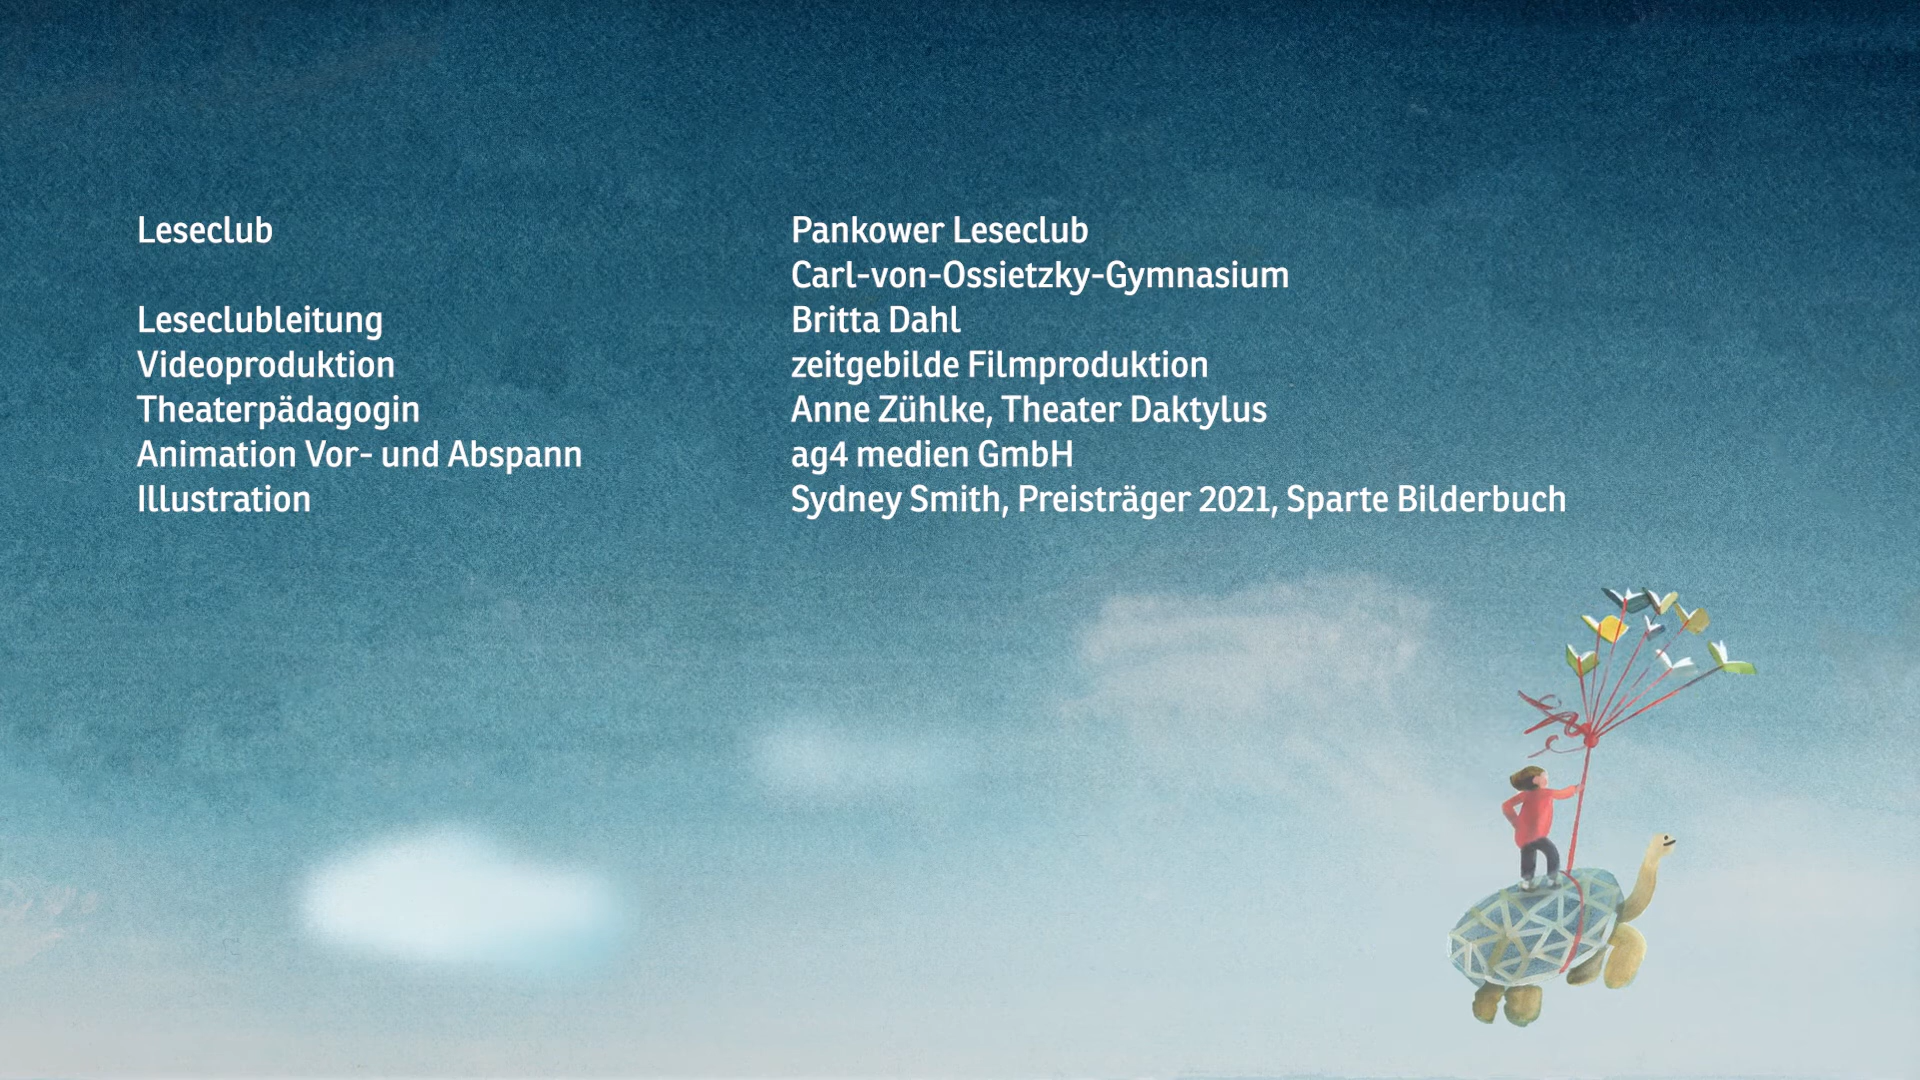 Leseclub Pankower Leseclub
Carl-von-Ossietzky-Gymnasium
Leseclubleitung Britta Dahl
Videoproduktion zeitgebilde Filmproduktion
Theaterpädagogin Anne Zühlke, Theater Daktylus
Animation Vor- und Abspann ag4 medien GmbH
Illustration Sydney Smith, Preisträger 2021, Sparte Bilderbuch